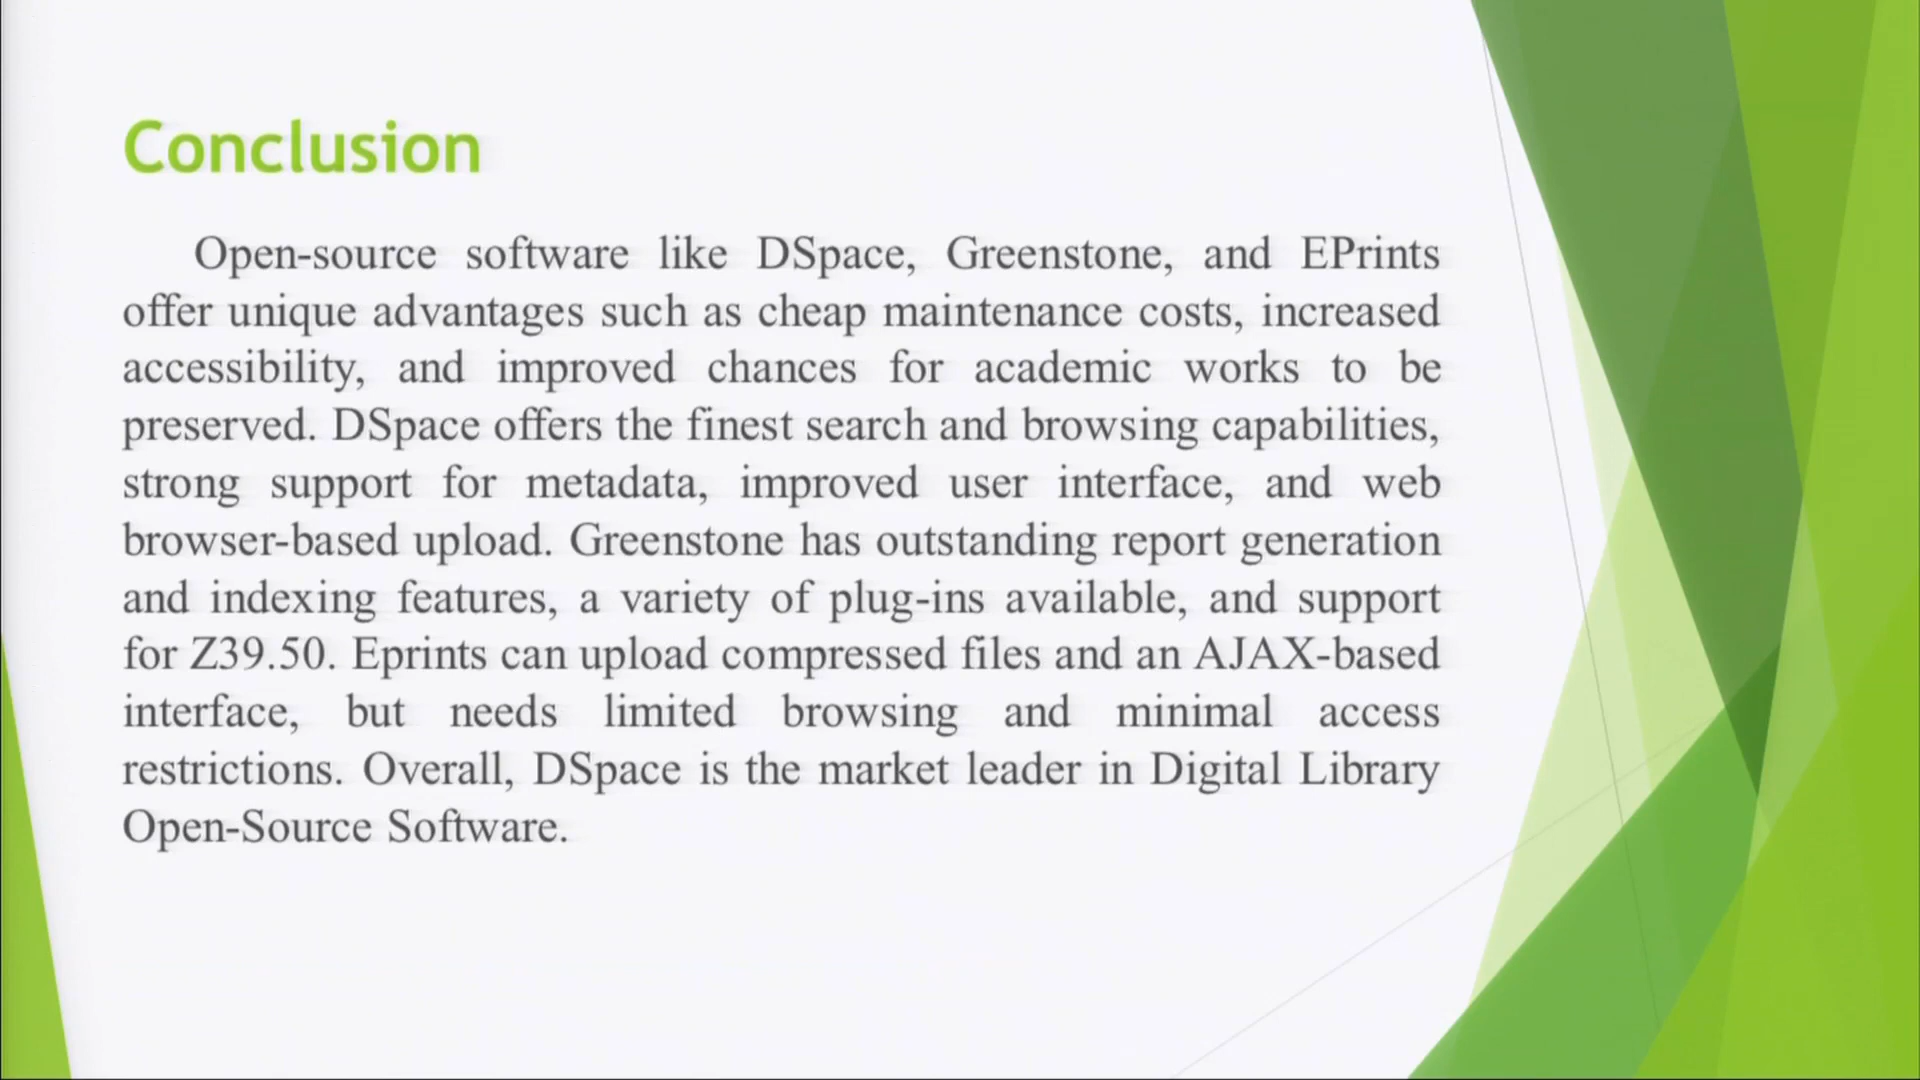 Conclusion
Open-source software like DSpace, Greenstone, and EPrints
offer unique advantages such as cheap maintenance costs, increased
accessibility, and improved chances for academic works to be
preserved. DSpace offers the finest search and browsing capabilities,
strong support for metadata, improved user interface, and web
browser-based upload. Greenstone has outstanding report generation
and indexing features, a variety of plug-ins available, and support
for Z39.50. Eprints can upload compressed files and an AJAX-based
interface, but needs limited browsing and minimal access
restrictions. Overall, DSpace is the market leader in Digital Library
Open-Source Software.